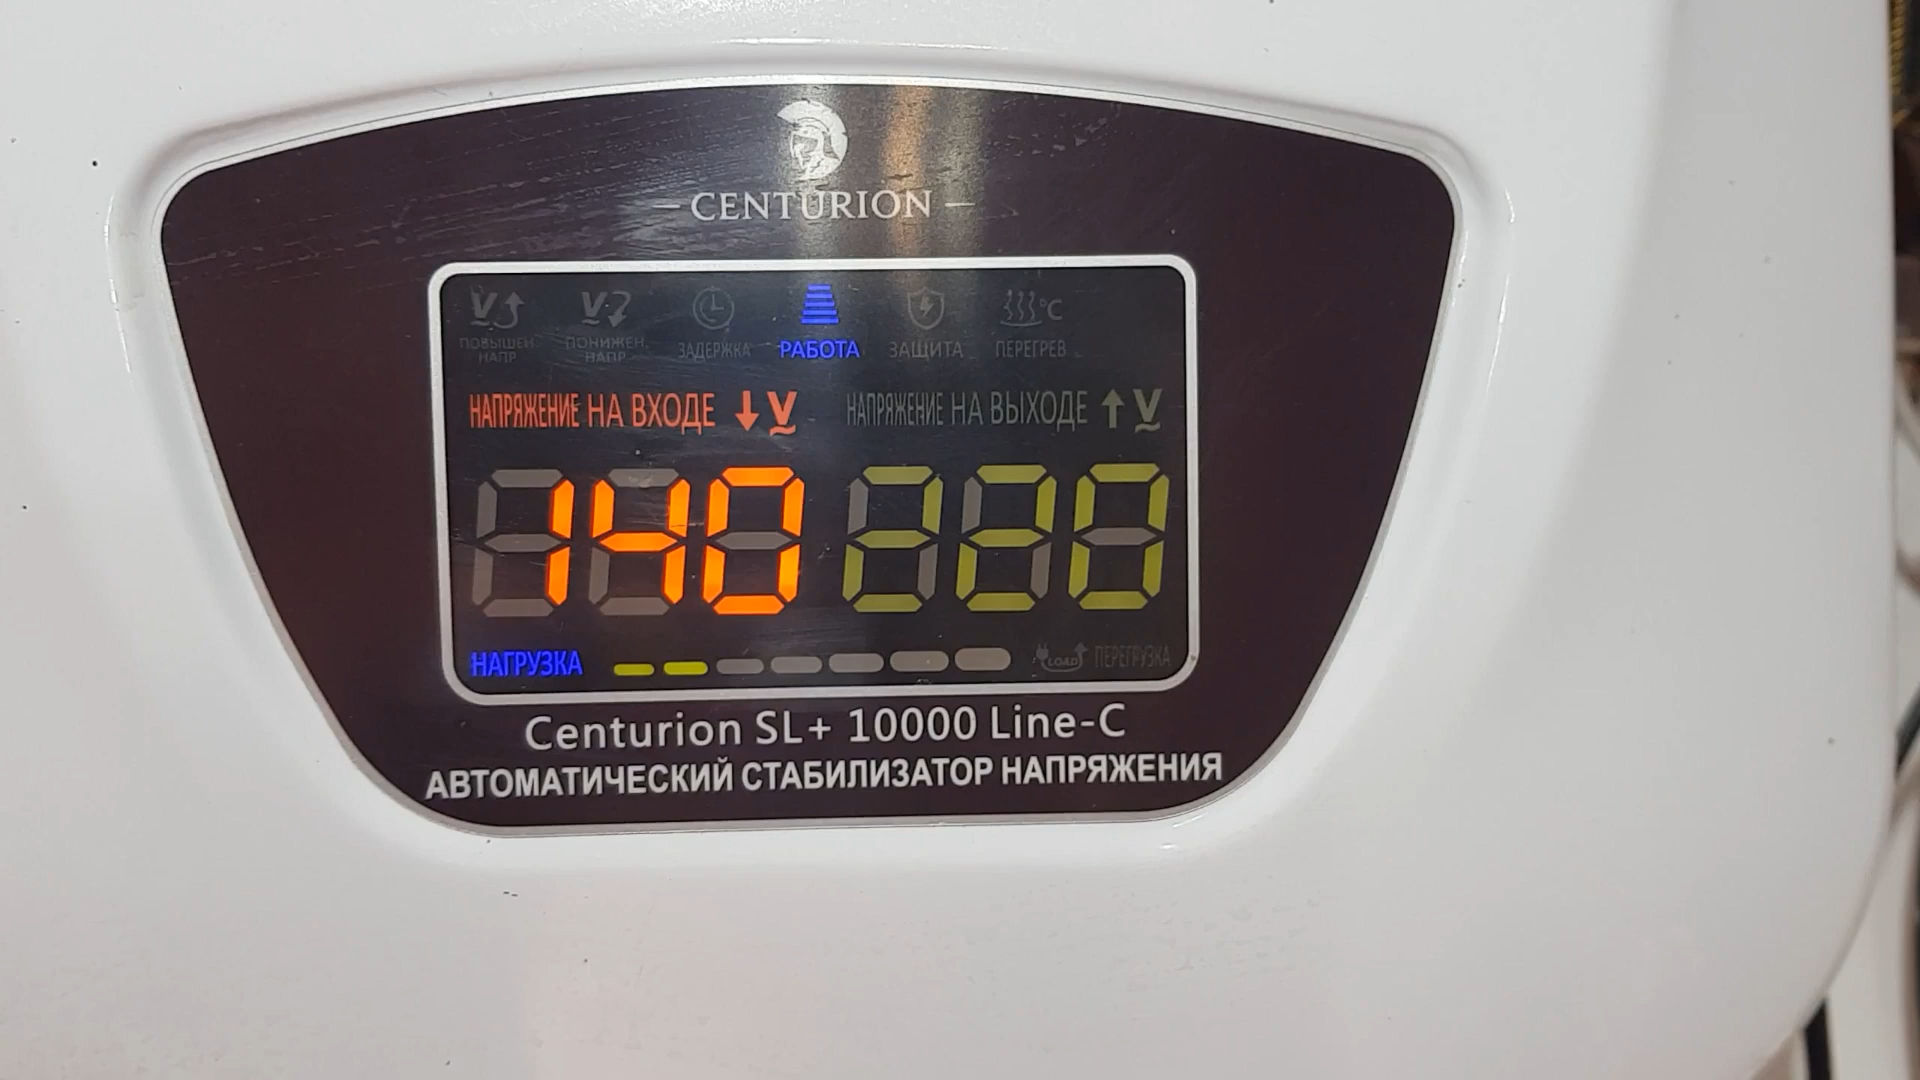 CENTURION
ПОВЫШЕН. НАПР
ПОНИЖЕН. НАПР
ЗАДЕРЖКА
РАБОТА
ЗАЩИТА
°C
ПЕРЕГРЕВ
НАПРЯЖЕНИЕ НА ВХОДЕ V
НАПРЯЖЕНИЕ НА ВЫХОДЕ V
140 220
НАГРУЗКА
LOAD ПЕРЕГРУЗКА
Centurion SL+ 10000 Line-C
АВТОМАТИЧЕСКИЙ СТАБИЛИЗАТОР НАПРЯЖЕНИЯ